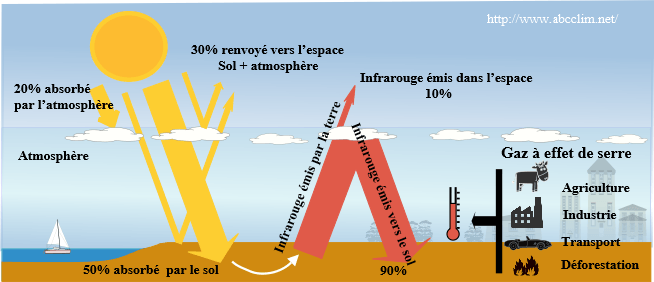 http://www.abcclim.net/
30% renvoyé vers l'espace
Sol + atmosphère
20% absorbé
par l'atmosphère
Infrarouge émis dans l'espace
10%
Atmosphère
Infrarouge émis par la terre
Infrarouge émis vers le sol
Gaz à effet de serre
Agriculture
Industrie
Transport
Déforestation
50% absorbé par le sol
90%